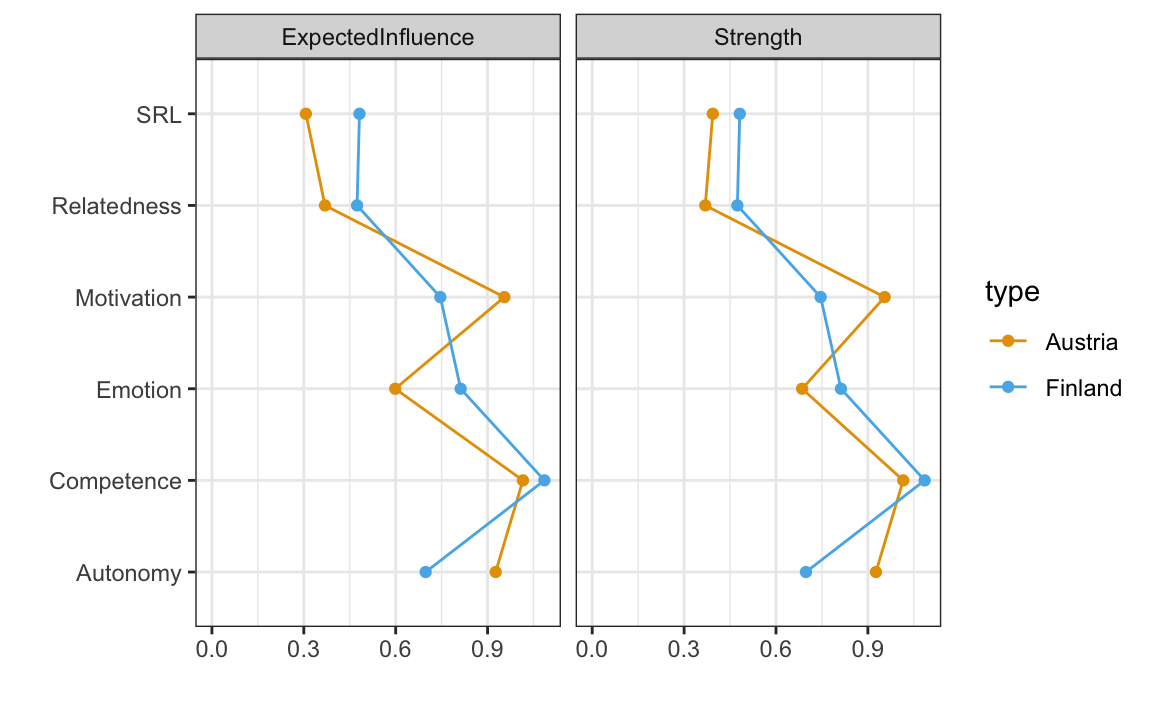 ExpectedInfluence
Strength
SRL
Relatedness
Motivation
Emotion
Competence
Autonomy
0.0 0.3 0.6 0.9
0.0 0.3 0.6 0.9
type
Austria
Finland